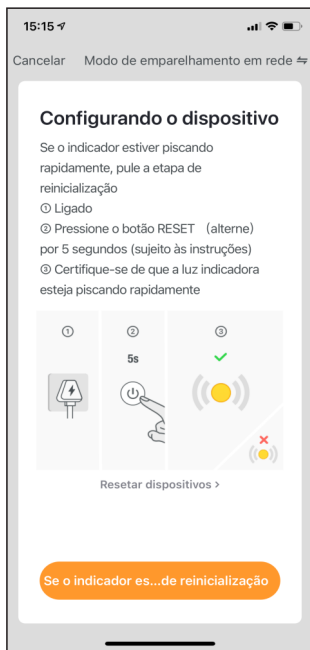 15:15
Cancelar Modo de emparelhamento em rede
Configurando o dispositivo
Se o indicador estiver piscando
rapidamente, pule a etapa de
reinicialização
① Ligado
② Pressione o botão RESET （alterne）
por 5 segundos (sujeito às instruções)
③ Certifique-se de que a luz indicadora
esteja piscando rapidamente
① ② ③
5s
Resetar dispositivos >
Se o indicador es...de reinicialização